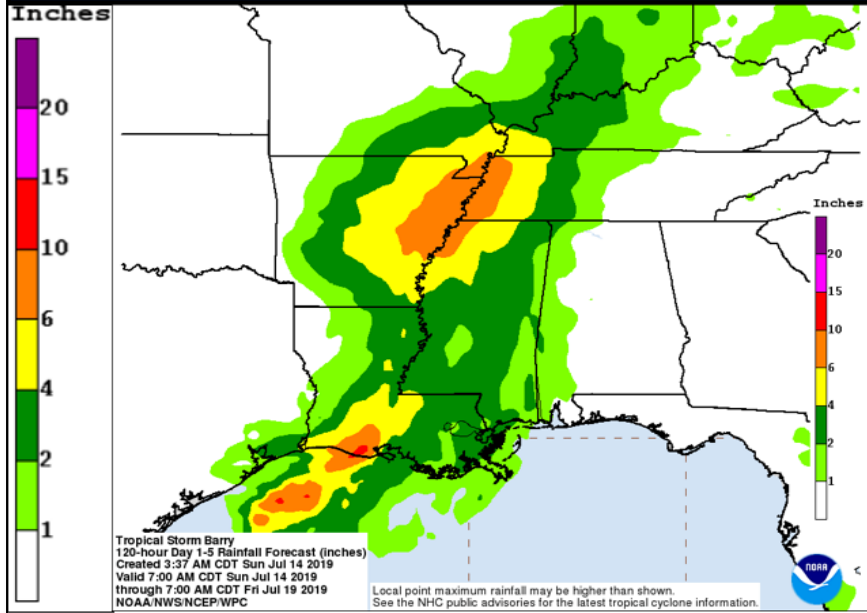 Inches
20
15
10
6
4
2
1
Inches
20
15
10
6
4
2
1
Tropical Storm Barry
120-hour Day 1-5 Rainfall Forecast (inches)
Created 3:37 AM CDT Sun Jul 14 2019
Valid 7:00 AM CDT Sun Jul 14 2019
through 7:00 AM CDT Fri Jul 19 2019
NOAA/NWS/NCEP/WPC
Local point maximum rainfall may be higher than shown.
See the NHC public advisories for the latest tropical cyclone information.
NOAA